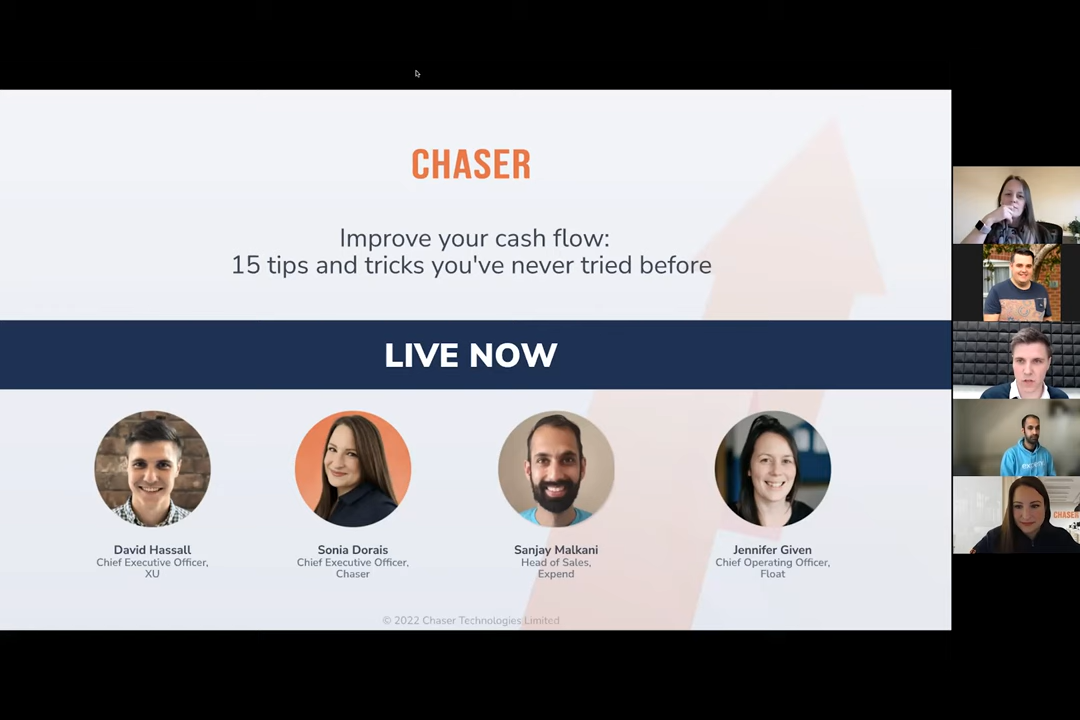 CHASER
Improve your cash flow:
15 tips and tricks you've never tried before
LIVE NOW
David Hassall
Chief Executive Officer,
XU
Sonia Dorais
Chief Executive Officer,
Chaser
Sanjay Malkani
Head of Sales,
Expend
Jennifer Given
Chief Operating Officer,
Float
© 2022 Chaser Technologies Limited
CHASER